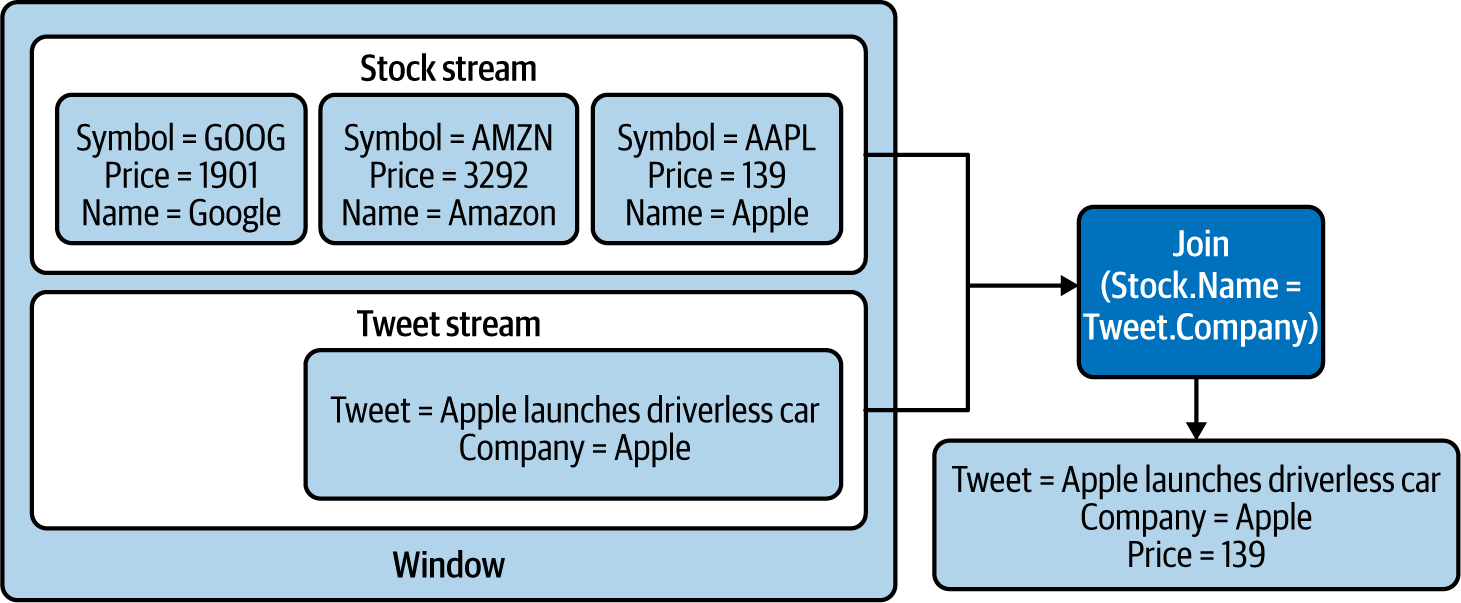 Stock stream
Symbol = GOOG
Price = 1901
Name = Google
Symbol = AMZN
Price = 3292
Name = Amazon
Symbol = AAPL
Price = 139
Name = Apple
Tweet stream
Tweet = Apple launches driverless car
Company = Apple
Window
Join
(Stock.Name =
Tweet.Company)
Tweet = Apple launches driverless car
Company = Apple
Price = 139